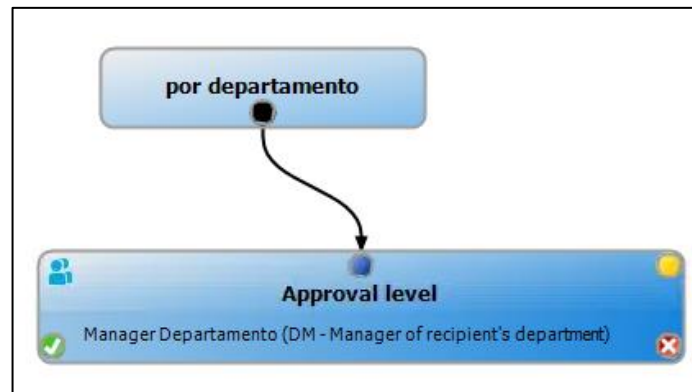 por departamento
Approval level
Manager Departamento (DM - Manager of recipient's department)